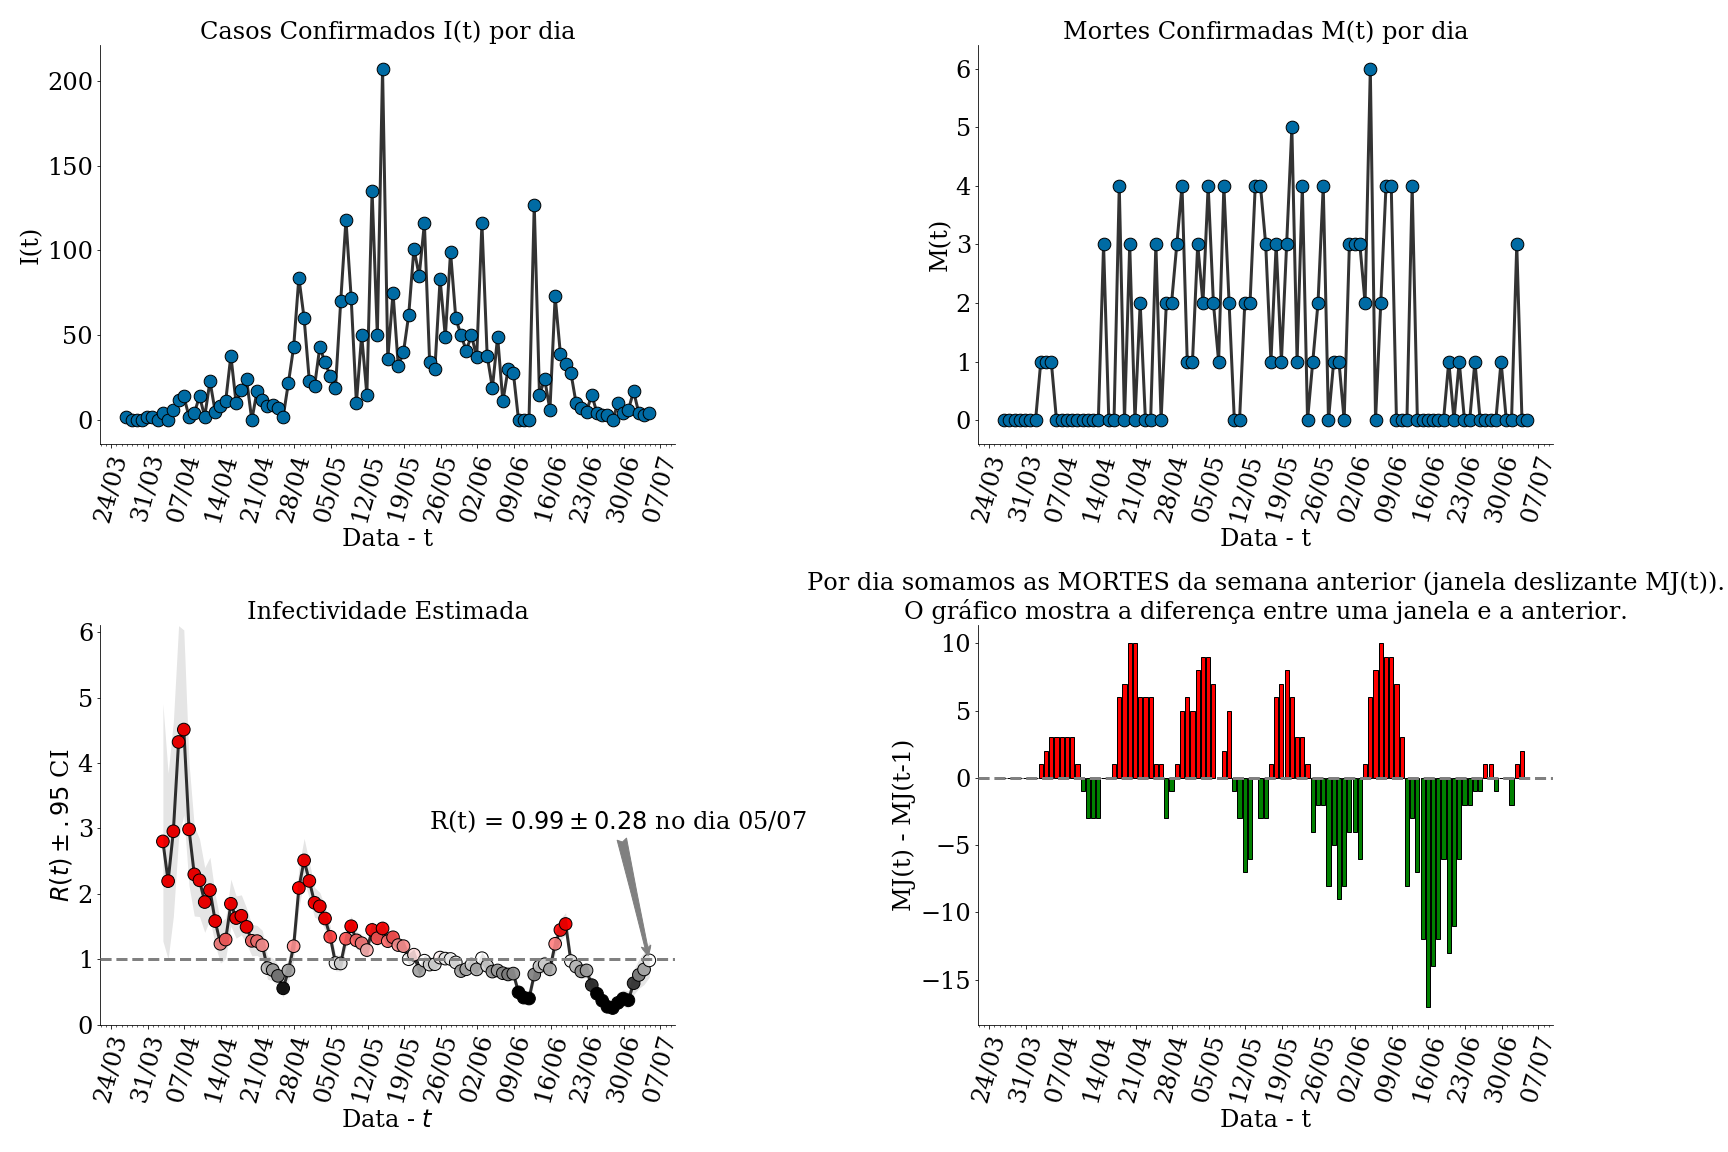 Casos Confirmados I(t) por dia
I(t)
200
150
100
50
0
24/03 31/03 07/04 14/04 21/04 28/04 05/05 12/05 19/05 26/05 02/06 09/06 16/06 23/06 30/06 07/07
Data - t
Mortes Confirmadas M(t) por dia
M(t)
6
5
4
3
2
1
0
24/03 31/03 07/04 14/04 21/04 28/04 05/05 12/05 19/05 26/05 02/06 09/06 16/06 23/06 30/06 07/07
Data - t
Infectividade Estimada
R(t) ± .95 CI
6
5
4
3
2
1
0
R(t) = 0.99 ± 0.28 no dia 05/07
24/03 31/03 07/04 14/04 21/04 28/04 05/05 12/05 19/05 26/05 02/06 09/06 16/06 23/06 30/06 07/07
Data - t
Por dia somamos as MORTES da semana anterior (janela deslizante MJ(t)).
O gráfico mostra a diferença entre uma janela e a anterior.
MJ(t) - MJ(t-1)
10
5
0
−5
−10
−15
24/03 31/03 07/04 14/04 21/04 28/04 05/05 12/05 19/05 26/05 02/06 09/06 16/06 23/06 30/06 07/07
Data - t